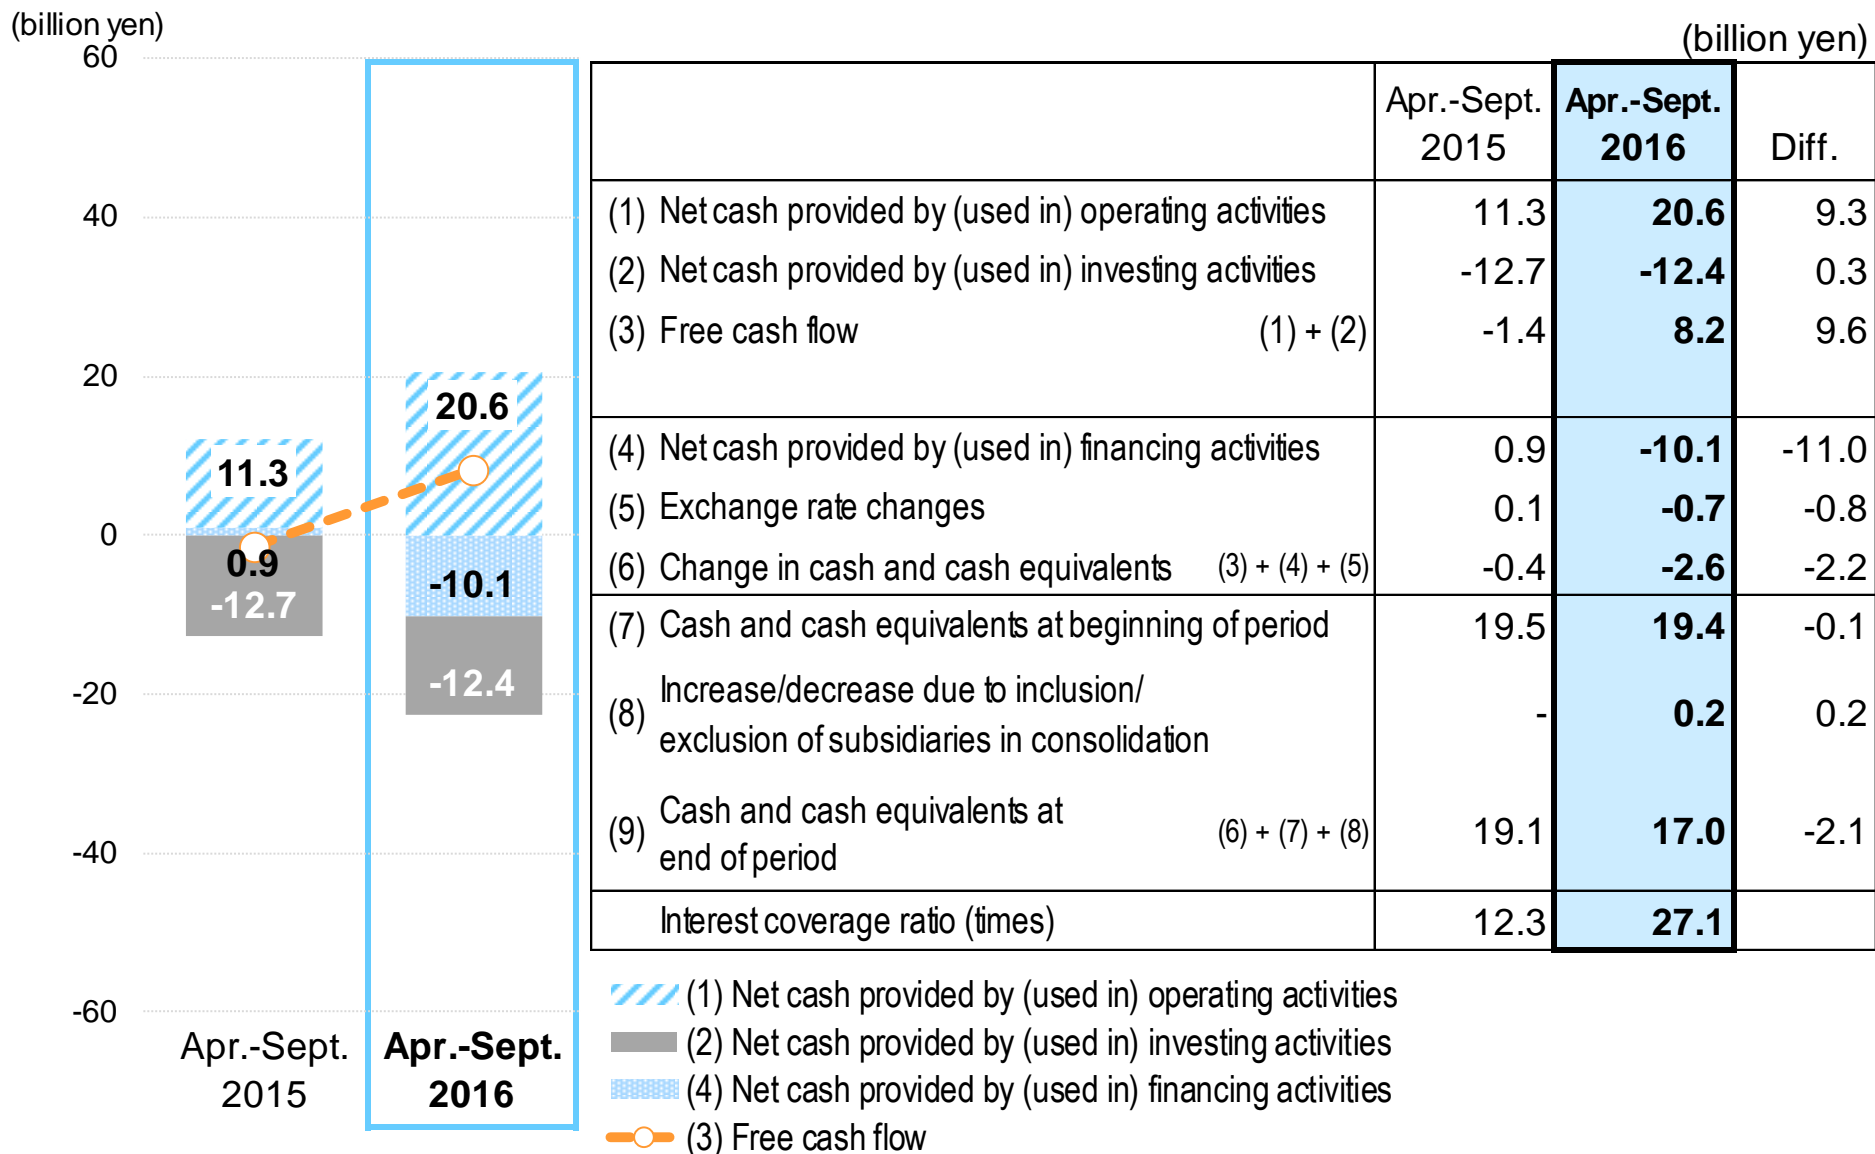 (billion yen)
60
40
20
0
-20
-40
-60
11.3
0.9
-12.7
20.6
-10.1
-12.4
Apr.-Sept.
2015
Apr.-Sept.
2016
(billion yen)
Apr.-Sept. 2015 Apr.-Sept. 2016 Diff.
(1) Net cash provided by (used in) operating activities 11.3 20.6 9.3
(2) Net cash provided by (used in) investing activities -12.7 -12.4 0.3
(3) Free cash flow (1) + (2) -1.4 8.2 9.6
(4) Net cash provided by (used in) financing activities 0.9 -10.1 -11.0
(5) Exchange rate changes 0.1 -0.7 -0.8
(6) Change in cash and cash equivalents (3) + (4) + (5) -0.4 -2.6 -2.2
(7) Cash and cash equivalents at beginning of period 19.5 19.4 -0.1
(8) Increase/decrease due to inclusion/
exclusion of subsidiaries in consolidation - 0.2 0.2
(9) Cash and cash equivalents at
end of period (6) + (7) + (8) 19.1 17.0 -2.1
Interest coverage ratio (times) 12.3 27.1
(1) Net cash provided by (used in) operating activities
(2) Net cash provided by (used in) investing activities
(4) Net cash provided by (used in) financing activities
(3) Free cash flow